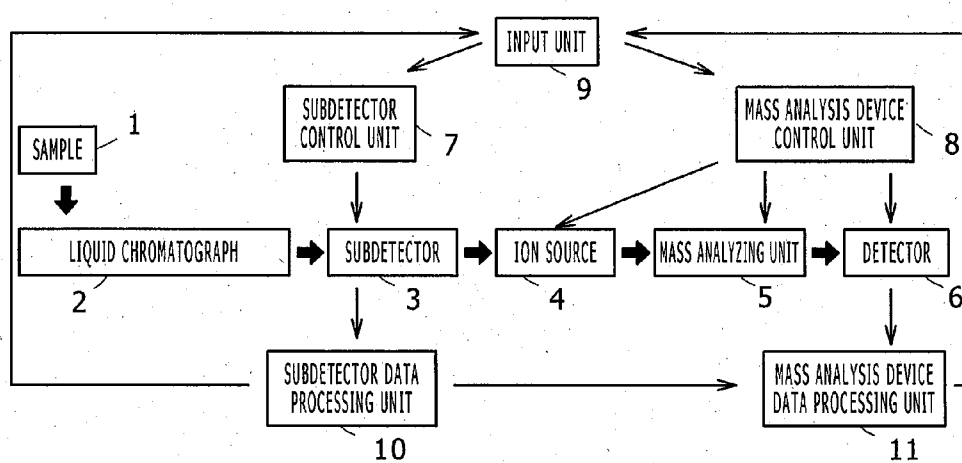 INPUT UNIT
9
SUBDETECTOR
CONTROL UNIT
7
MASS ANALYSIS DEVICE
CONTROL UNIT
8
SAMPLE
1
LIQUID CHROMATOGRAPH
2
SUBDETECTOR
3
ION SOURCE
4
MASS ANALYZING UNIT
5
DETECTOR
6
SUBDETECTOR DATA
PROCESSING UNIT
10
MASS ANALYSIS DEVICE
DATA PROCESSING UNIT
11